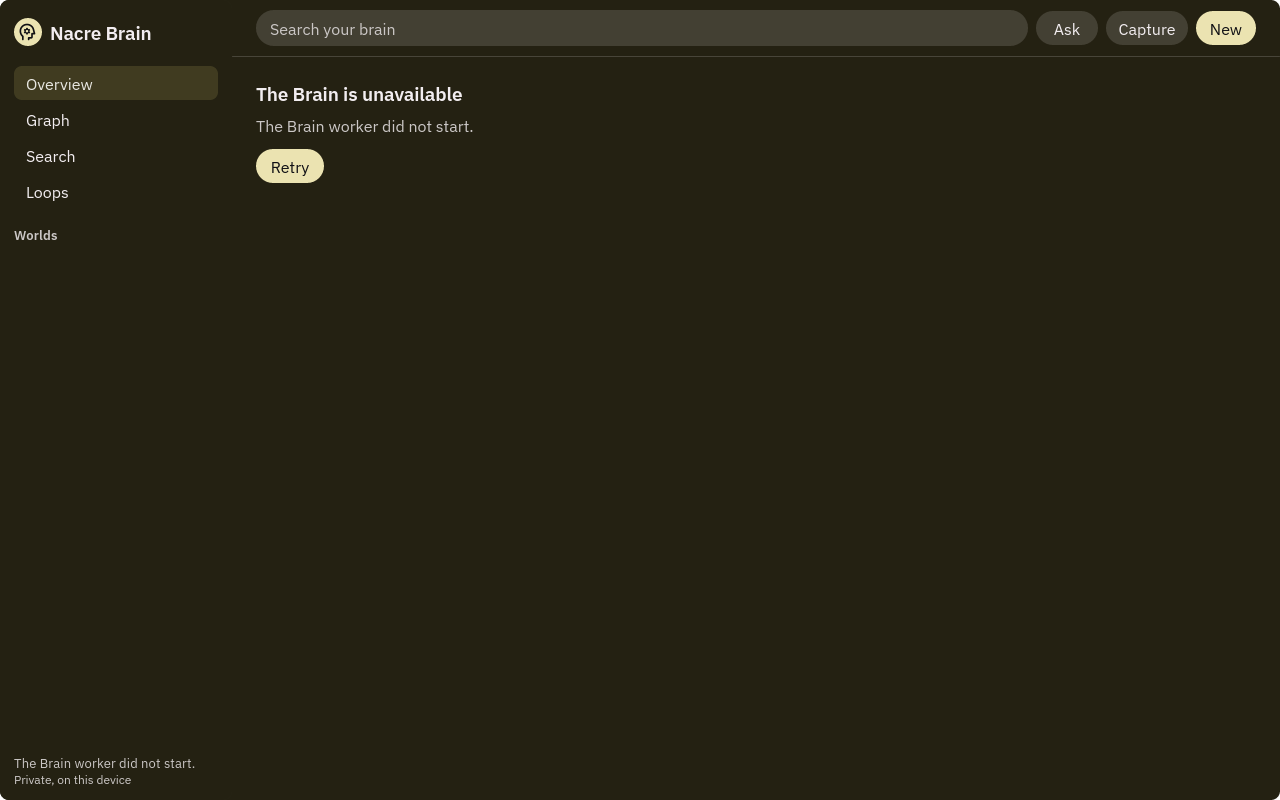 Nacre Brain
Search your brain
Ask
Capture
New
Overview
Graph
Search
Loops
Worlds
The Brain is unavailable
The Brain worker did not start.
Retry
The Brain worker did not start.
Private, on this device